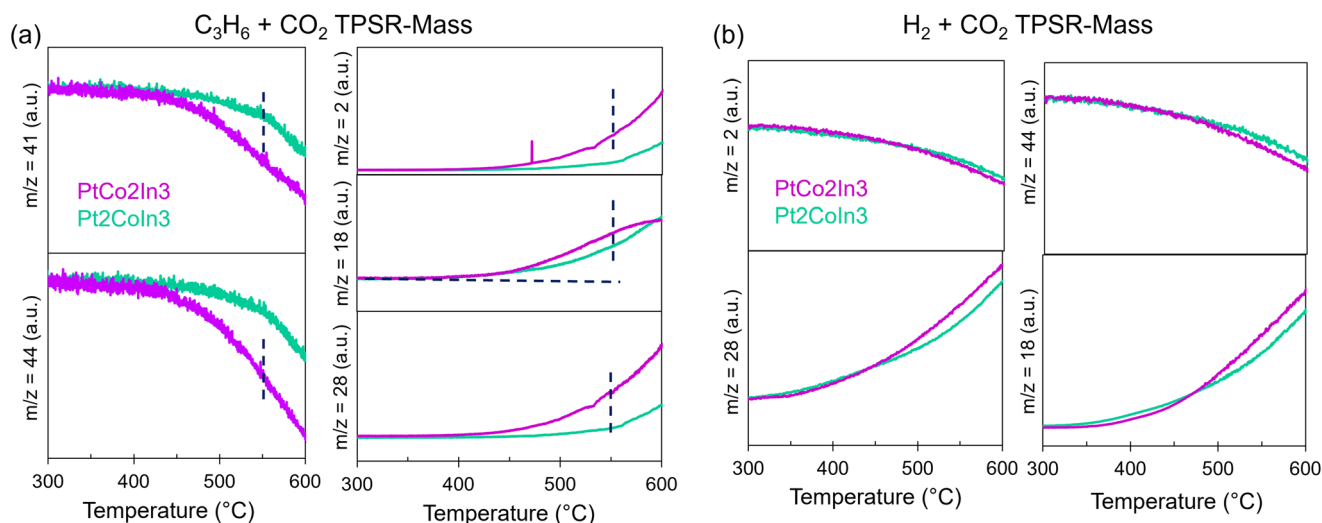 (a)
C₃H₆ + CO₂ TPSR-Mass
m/z = 41 (a.u.)
PtCo2In3
Pt2CoIn3
m/z = 44 (a.u.)
300 400 500 600
Temperature (°C)
m/z = 2 (a.u.)
m/z = 18 (a.u.)
m/z = 28 (a.u.)
300 400 500 600
Temperature (°C)
(b)
H₂ + CO₂ TPSR-Mass
m/z = 2 (a.u.)
PtCo2In3
Pt2CoIn3
m/z = 44 (a.u.)
m/z = 28 (a.u.)
300 400 500 600
Temperature (°C)
m/z = 18 (a.u.)
300 400 500 600
Temperature (°C)